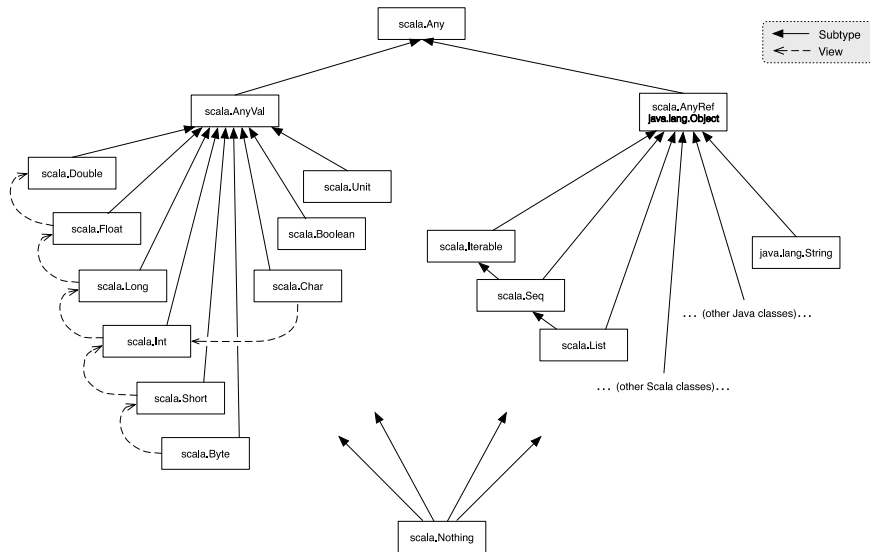 scala.Any
Subtype
View
scala.AnyVal
scala.AnyRef
java.lang.Object
scala.Double
scala.Unit
scala.Float
scala.Boolean
scala.Iterable
java.lang.String
scala.Long
scala.Char
scala.Seq
... (other Java classes)...
scala.Int
scala.List
scala.Short
... (other Scala classes)...
scala.Byte
scala.Nothing